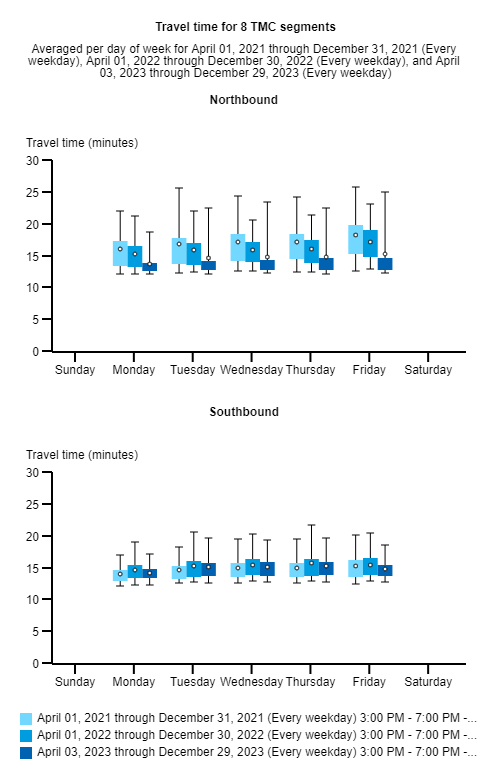 Travel time for 8 TMC segments
Averaged per day of week for April 01, 2021 through December 31, 2021 (Every
weekday), April 01, 2022 through December 30, 2022 (Every weekday), and April
03, 2023 through December 29, 2023 (Every weekday)
Northbound
Travel time (minutes)
30
25
20
15
10
5
0
Sunday Monday Tuesday Wednesday Thursday Friday Saturday
Southbound
Travel time (minutes)
30
25
20
15
10
5
0
Sunday Monday Tuesday Wednesday Thursday Friday Saturday
April 01, 2021 through December 31, 2021 (Every weekday) 3:00 PM - 7:00 PM -...
April 01, 2022 through December 30, 2022 (Every weekday) 3:00 PM - 7:00 PM -...
April 03, 2023 through December 29, 2023 (Every weekday) 3:00 PM - 7:00 PM -...